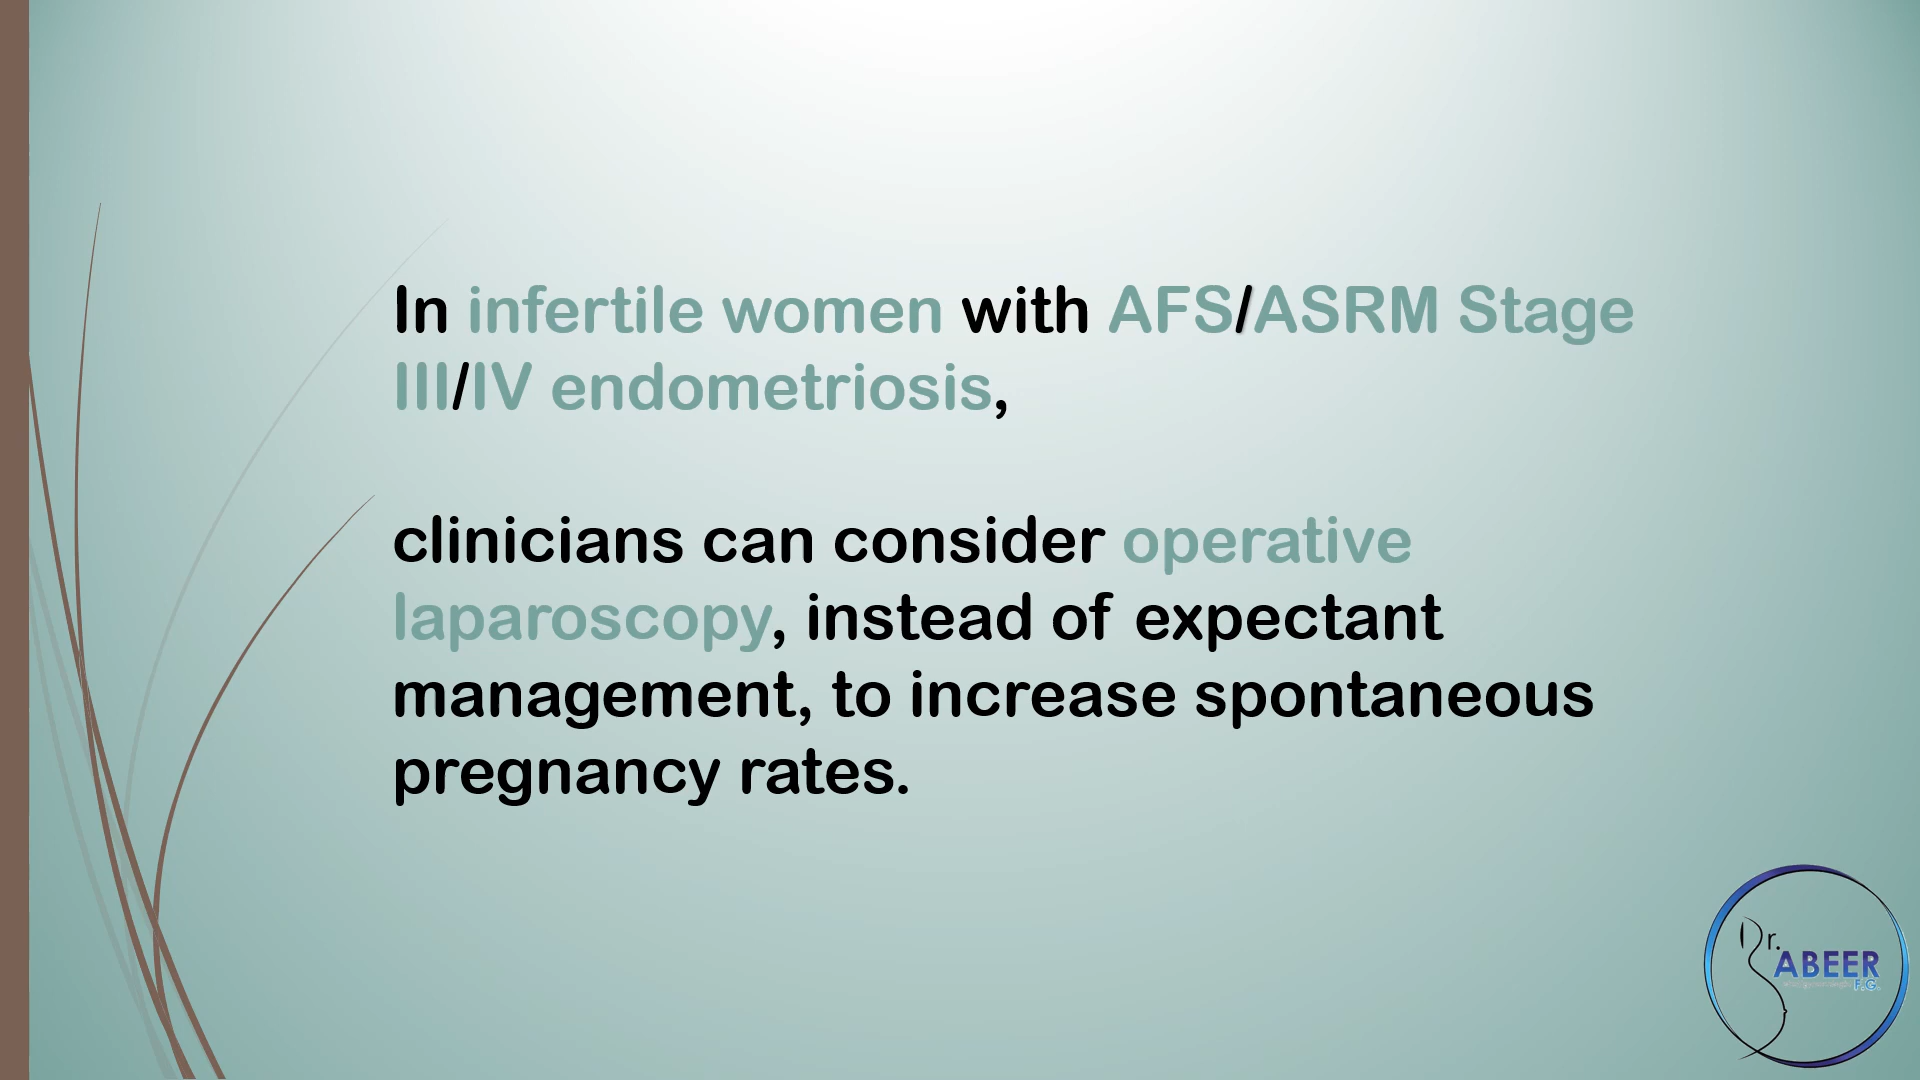 In infertile women with AFS/ASRM Stage
III/IV endometriosis,
clinicians can consider operative
laparoscopy, instead of expectant
management, to increase spontaneous
pregnancy rates.
Dr.
ABEER
F.G.